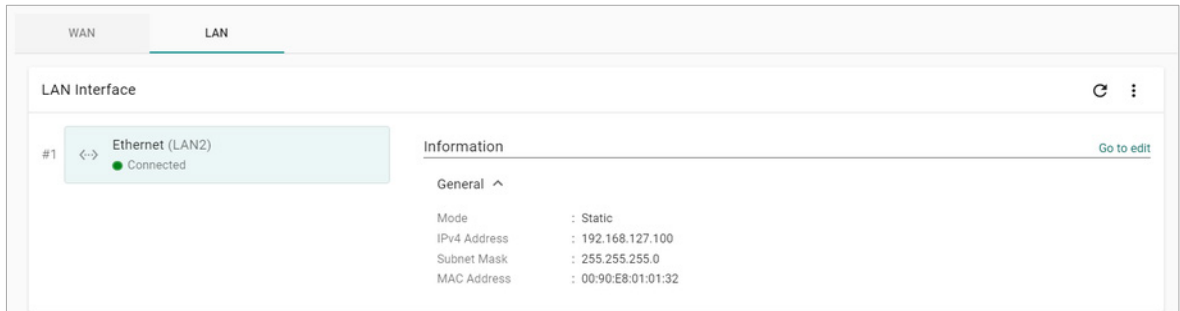 WAN LAN
LAN Interface
#1 Ethernet (LAN2)
Connected
Information Go to edit
General
Mode : Static
IPv4 Address : 192.168.127.100
Subnet Mask : 255.255.255.0
MAC Address : 00:90:E8:01:01:32